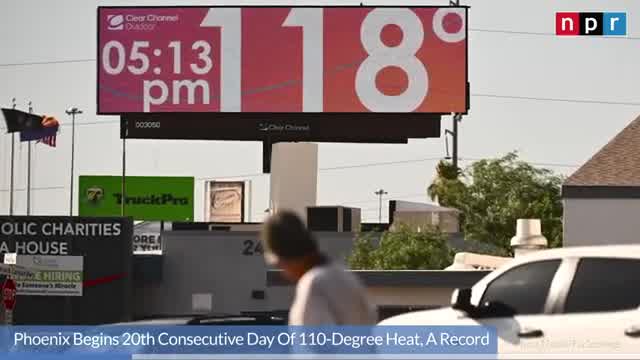 Clear Channel
Outdoor
05:13
pm
118°
npr
003050
Clear Channel
TruckPro
OLIC CHARITIES
A HOUSE
HIRING
24
Phoenix Begins 20th Consecutive Day Of 110-Degree Heat, A Record